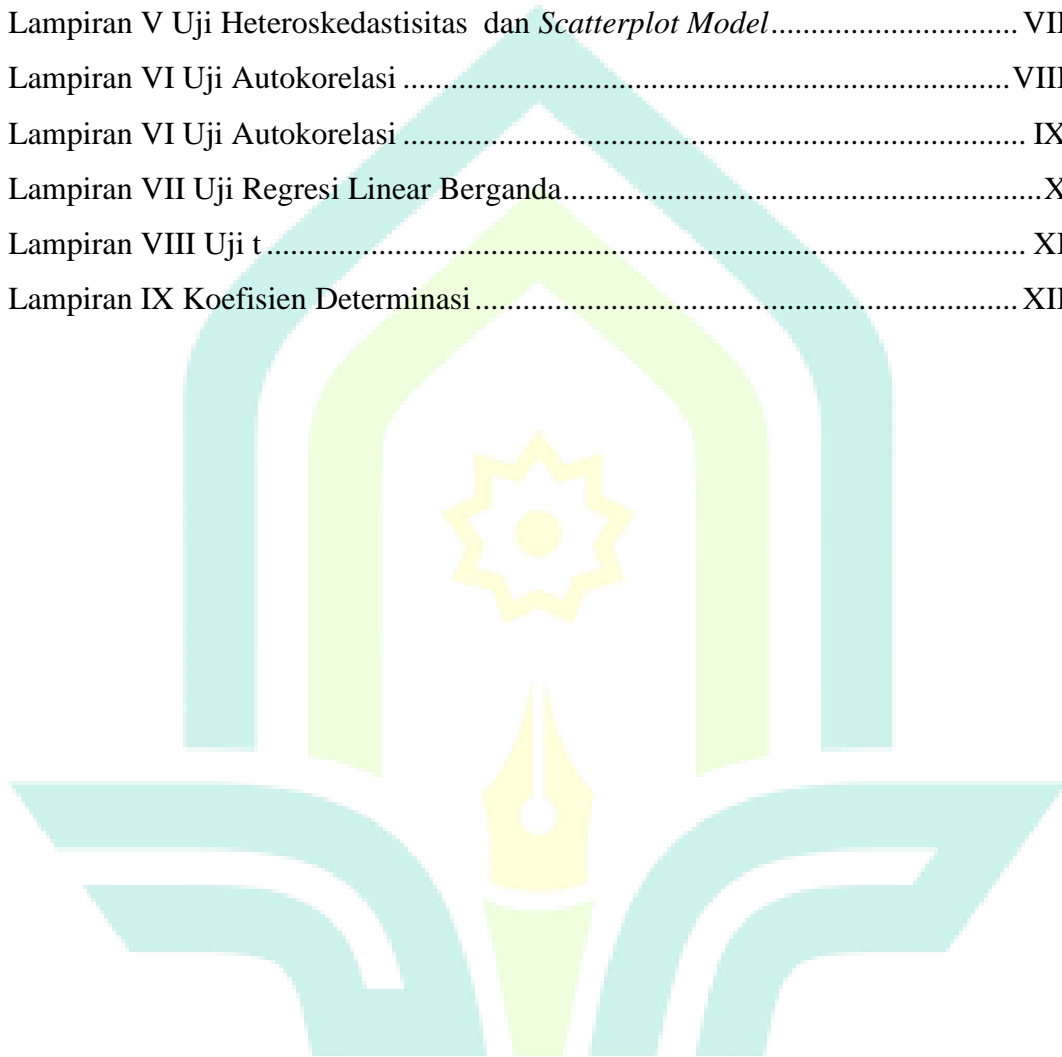 Lampiran V Uji Heteroskedastisitas  dan Scatterplot Model............................... VII
Lampiran VI Uji Autokorelasi ............................................................................VIII
Lampiran VI Uji Autokorelasi .............................................................................. IX
Lampiran VII Uji Regresi Linear Berganda............................................................X
Lampiran VIII Uji t ............................................................................................... XI
Lampiran IX Koefisien Determinasi .................................................................... XII